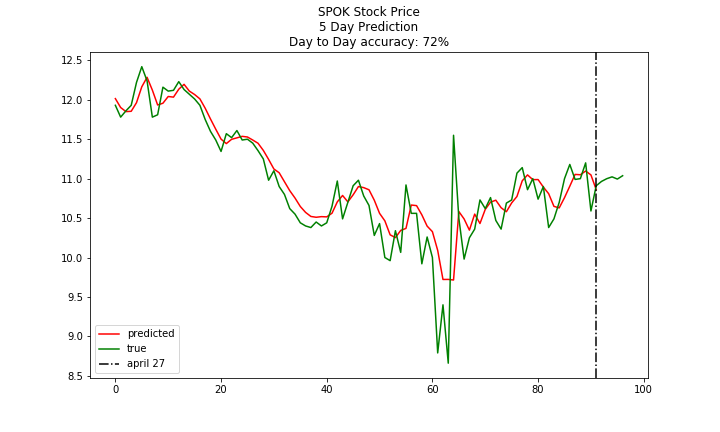 SPOK Stock Price
5 Day Prediction
Day to Day accuracy: 72%
12.5
12.0
11.5
11.0
10.5
10.0
9.5
9.0
8.5
predicted
true
april 27
0 20 40 60 80 100